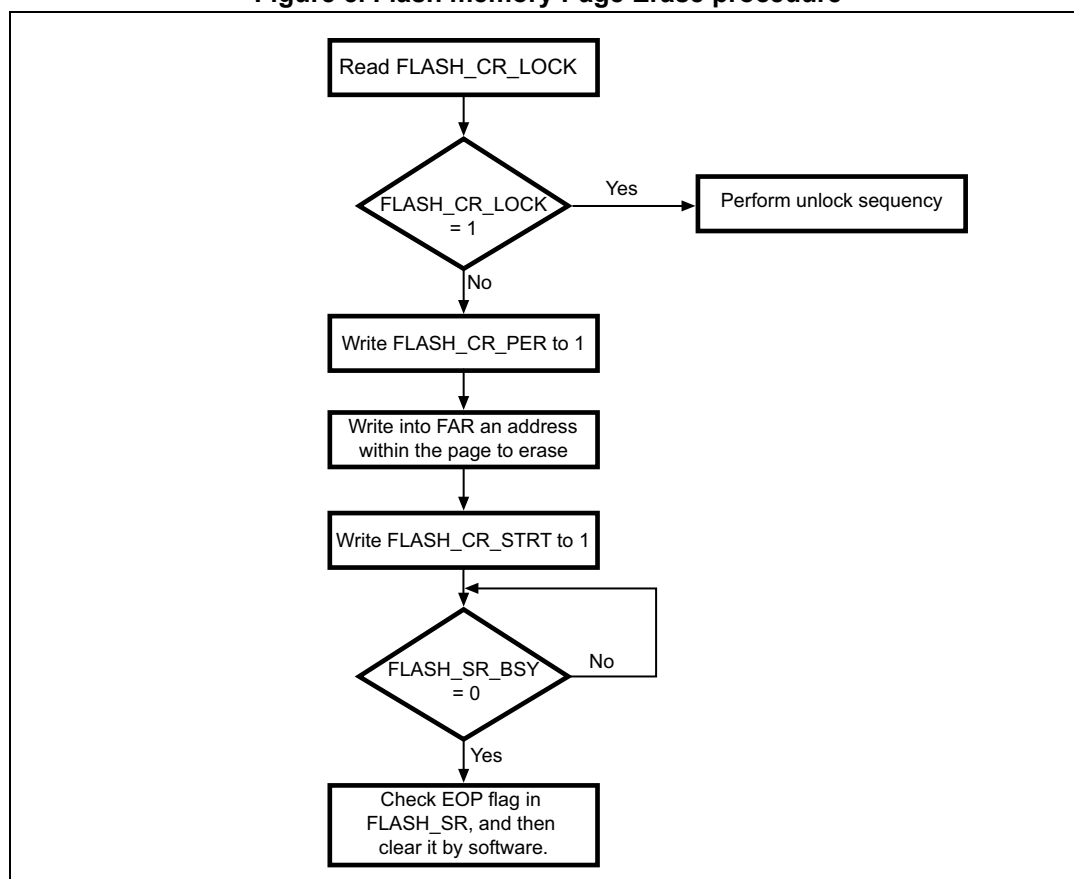 Read FLASH_CR_LOCK
FLASH_CR_LOCK
= 1
Yes
Perform unlock sequency
No
Write FLASH_CR_PER to 1
Write into FAR an address
within the page to erase
Write FLASH_CR_STRT to 1
FLASH_SR_BSY
= 0
No
Yes
Check EOP flag in
FLASH_SR, and then
clear it by software.